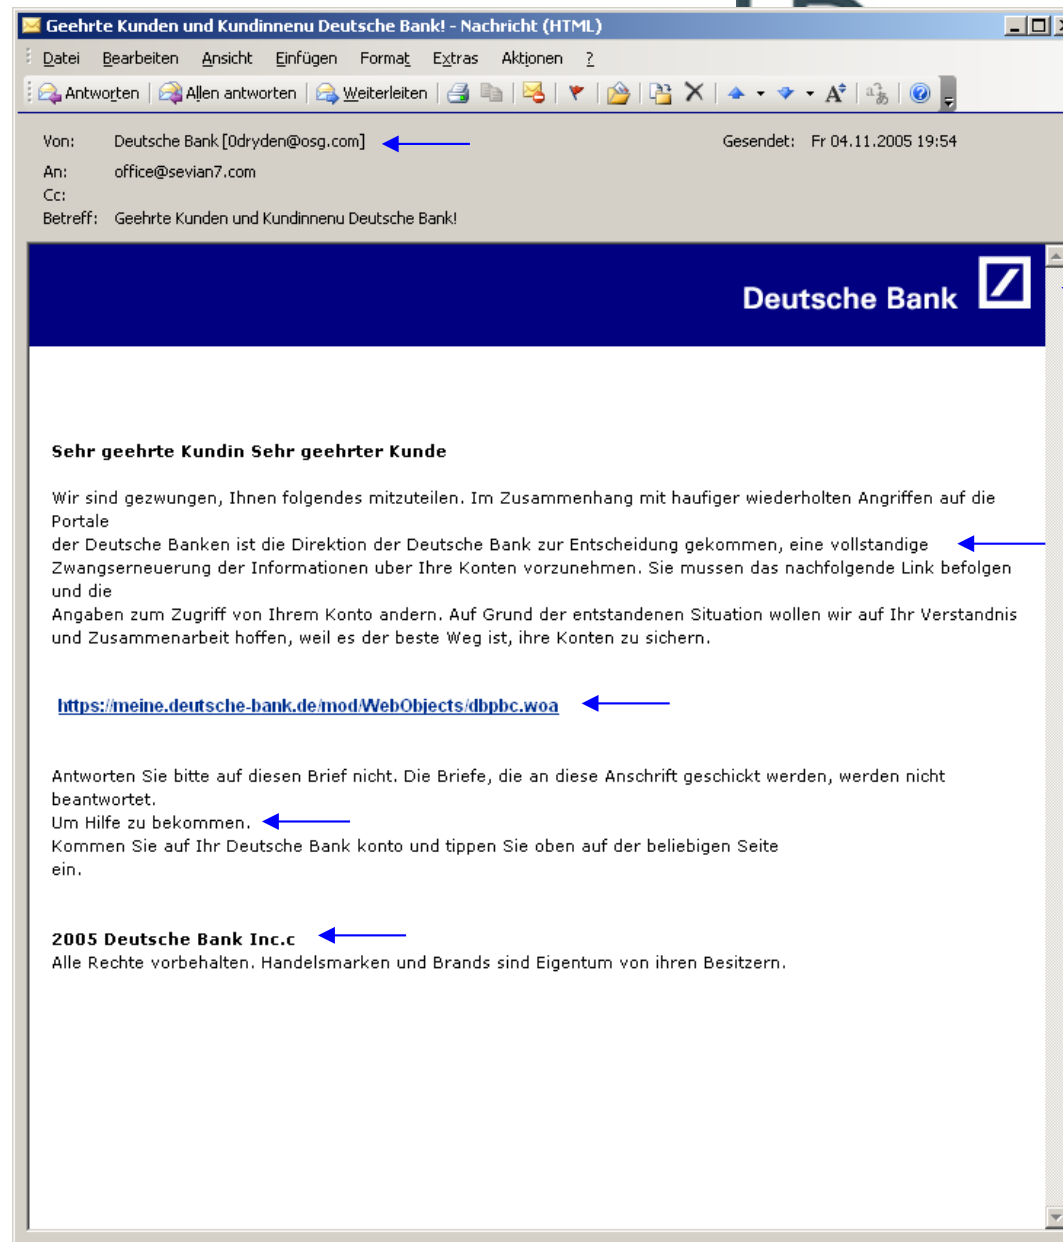 Geehrte Kunden und Kundinnenu Deutsche Bank! - Nachricht (HTML)
Datei Bearbeiten Ansicht Einfügen Format Extras Aktionen ?
Antworten Allen antworten Weiterleiten
Von: Deutsche Bank [0dryden@osg.com] Gesendet: Fr 04.11.2005 19:54
An: office@sevian7.com
Cc:
Betreff: Geehrte Kunden und Kundinnenu Deutsche Bank!
Deutsche Bank
Sehr geehrte Kundin Sehr geehrter Kunde
Wir sind gezwungen, Ihnen folgendes mitzuteilen. Im Zusammenhang mit haufiger wiederholten Angriffen auf die
Portale
der Deutsche Banken ist die Direktion der Deutsche Bank zur Entscheidung gekommen, eine vollstandige
Zwangserneuerung der Informationen uber Ihre Konten vorzunehmen. Sie mussen das nachfolgende Link befolgen
und die
Angaben zum Zugriff von Ihrem Konto andern. Auf Grund der entstandenen Situation wollen wir auf Ihr Verstandnis
und Zusammenarbeit hoffen, weil es der beste Weg ist, ihre Konten zu sichern.
https://meine.deutsche-bank.de/mod/WebObjects/dbpbc.woa
Antworten Sie bitte auf diesen Brief nicht. Die Briefe, die an diese Anschrift geschickt werden, werden nicht
beantwortet.
Um Hilfe zu bekommen.
Kommen Sie auf Ihr Deutsche Bank konto und tippen Sie oben auf der beliebigen Seite
ein.
2005 Deutsche Bank Inc.c
Alle Rechte vorbehalten. Handelsmarken und Brands sind Eigentum von ihren Besitzern.